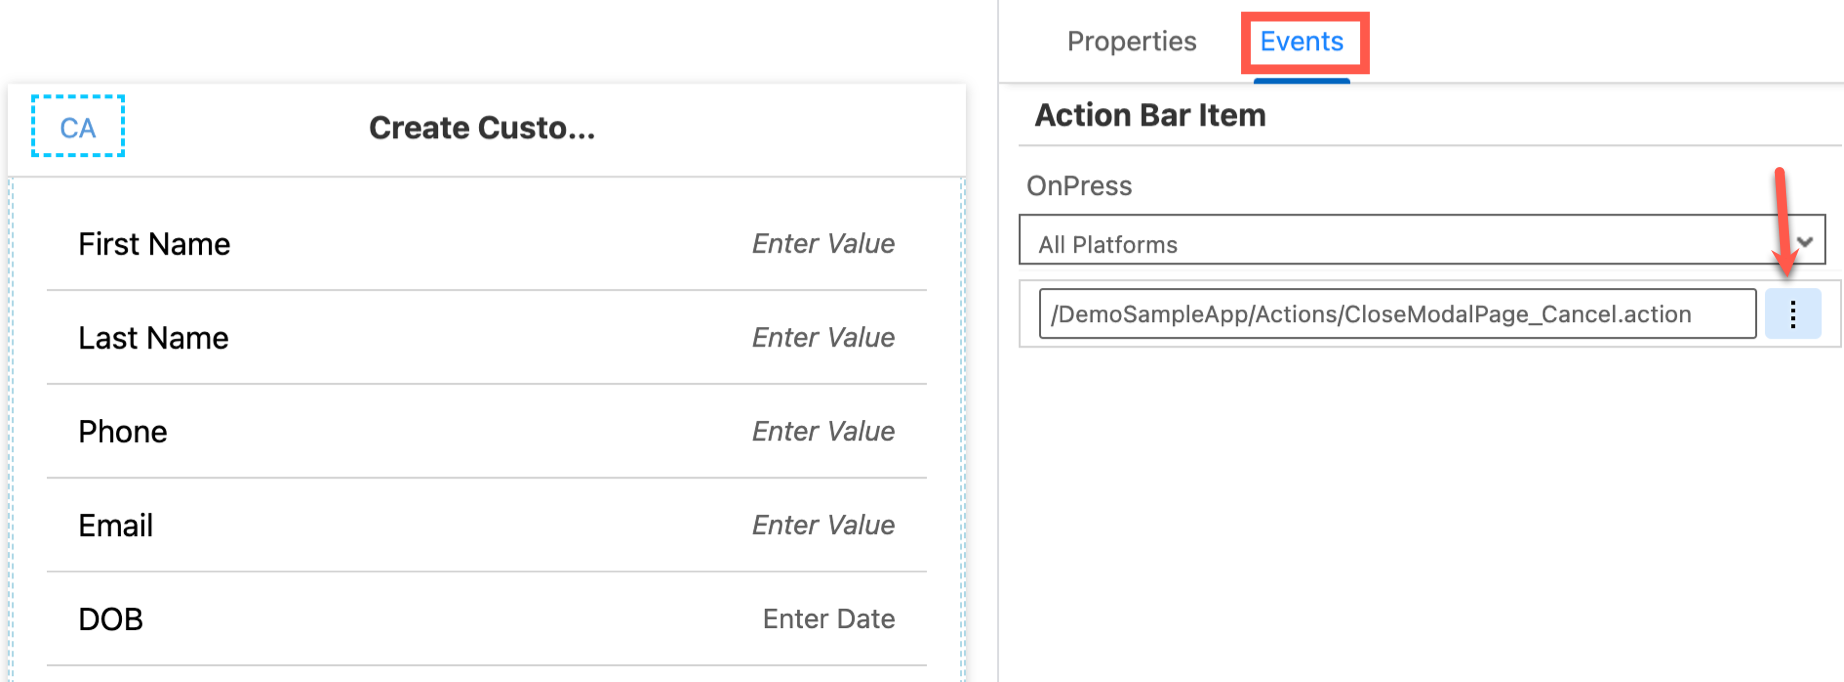 Properties
Events
CA
Create Custo...
Action Bar Item
OnPress
All Platforms
/DemoSampleApp/Actions/CloseModalPage_Cancel.action
First Name
Enter Value
Last Name
Enter Value
Phone
Enter Value
Email
Enter Value
DOB
Enter Date